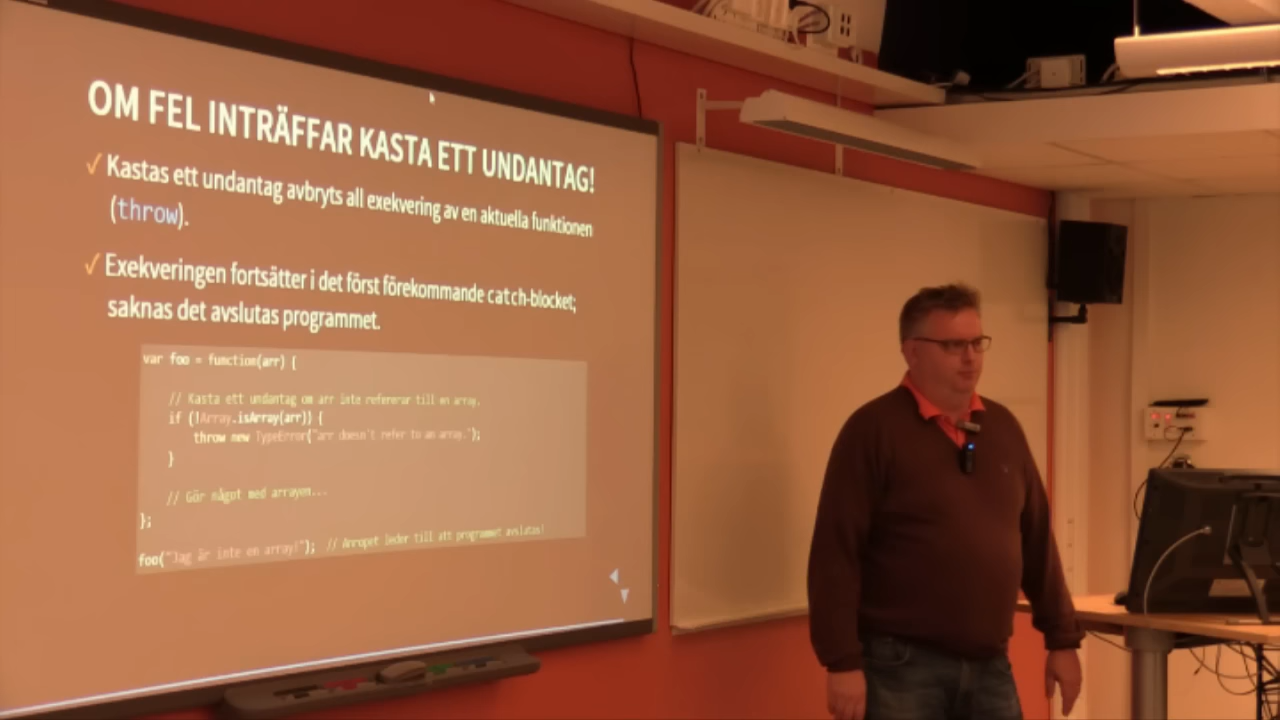 OM FEL INTRÄFFAR KASTA ETT UNDANTAG!
✓ Kastas ett undantag avbryts all exekvering av en aktuella funktionen
(throw).
✓ Exekveringen fortsätter i det först förekommande catch-blocket;
saknas det avslutas programmet.
var foo = function(arr) {
// Kasta ett undantag om arr inte refererar till en array.
if (!Array.isArray(arr)) {
throw new TypeError("arr doesn't refer to an array.");
}
// Gör något med arrayen...
};
foo("Jag är inte en array!"); // Anropet leder till att programmet avslutas!